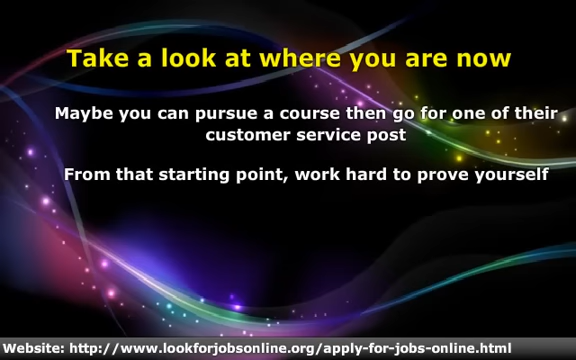 Take a look at where you are now
Maybe you can pursue a course then go for one of their
customer service post
From that starting point, work hard to prove yourself
Website: http://www.lookforjobsonline.org/apply-for-jobs-online.html